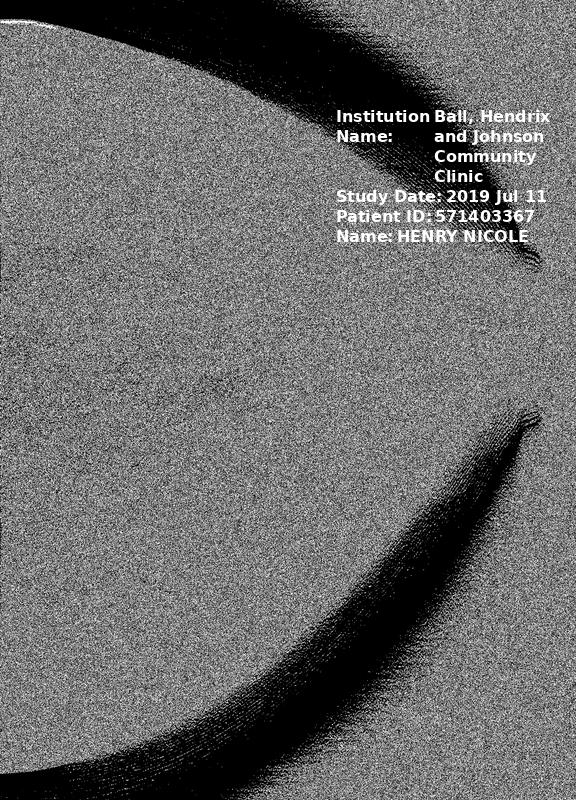 Institution Ball, Hendrix
Name: and Johnson
Community
Clinic
Study Date: 2019 Jul 11
Patient ID: 571403367
Name: HENRY NICOLE